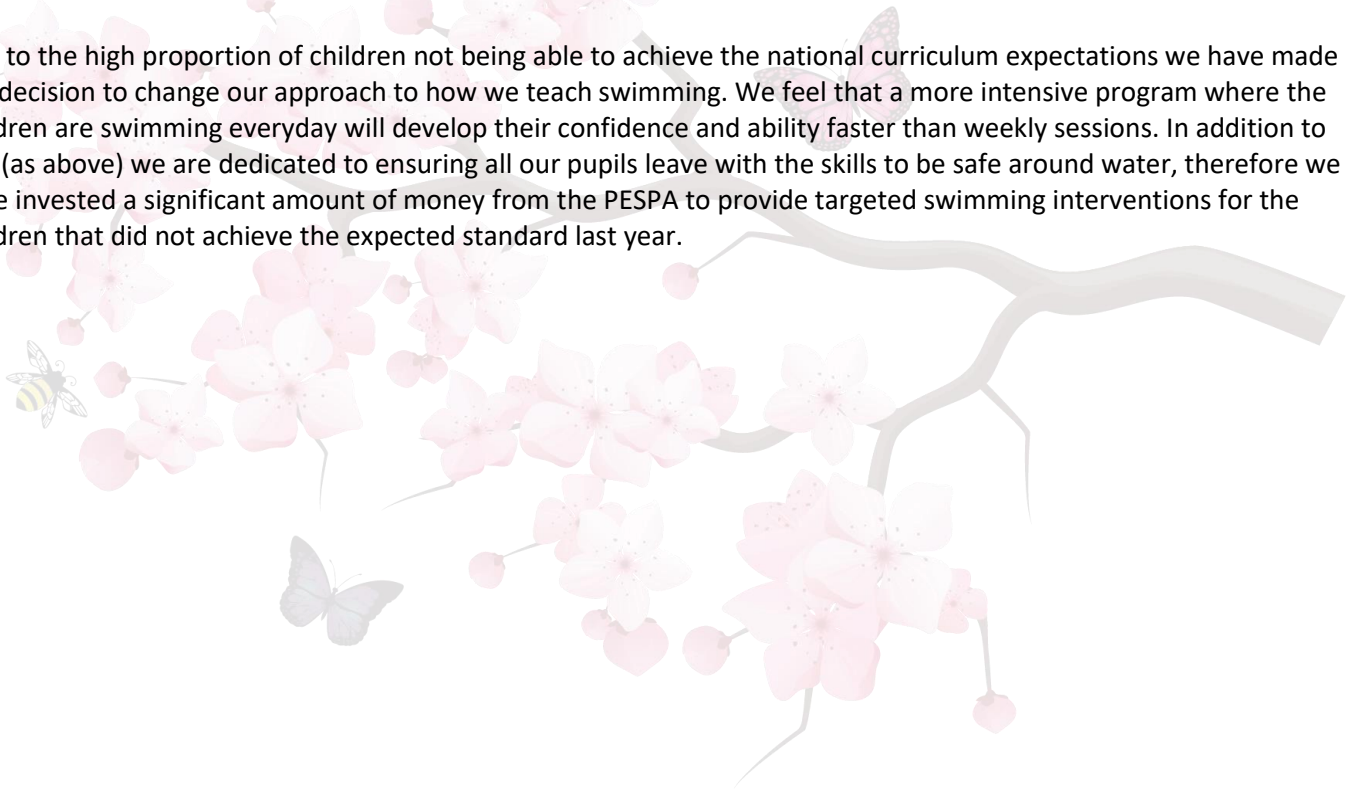 to the high proportion of children not being able to achieve the national curriculum expectations we have made
decision to change our approach to how we teach swimming. We feel that a more intensive program where the
dren are swimming everyday will develop their confidence and ability faster than weekly sessions. In addition to
(as above) we are dedicated to ensuring all our pupils leave with the skills to be safe around water, therefore we
e invested a significant amount of money from the PESPA to provide targeted swimming interventions for the
dren that did not achieve the expected standard last year.